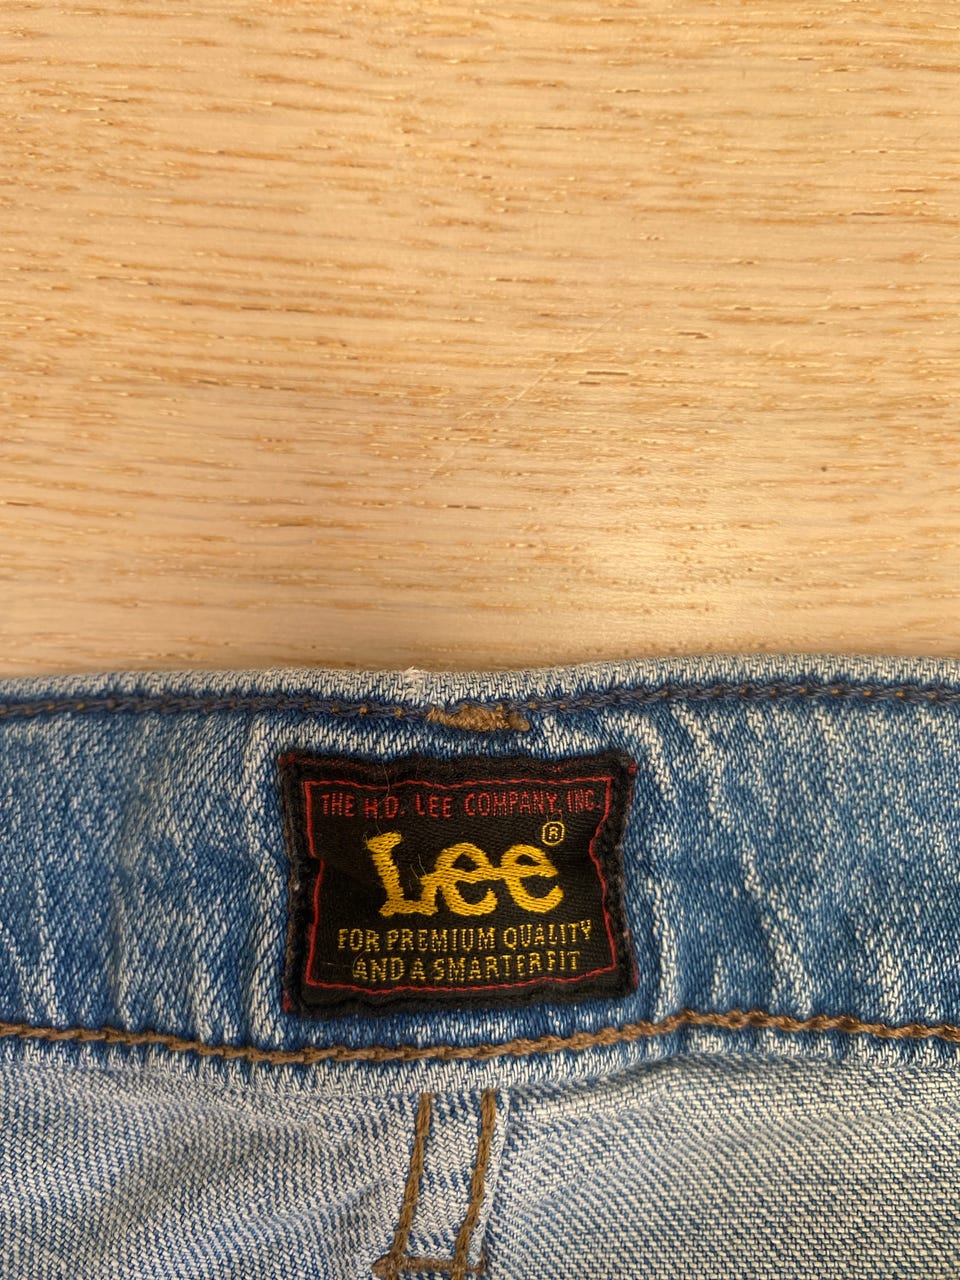 THE H.D. LEE COMPANY, INC.
Lee®
FOR PREMIUM QUALITY
AND A SMARTER FIT